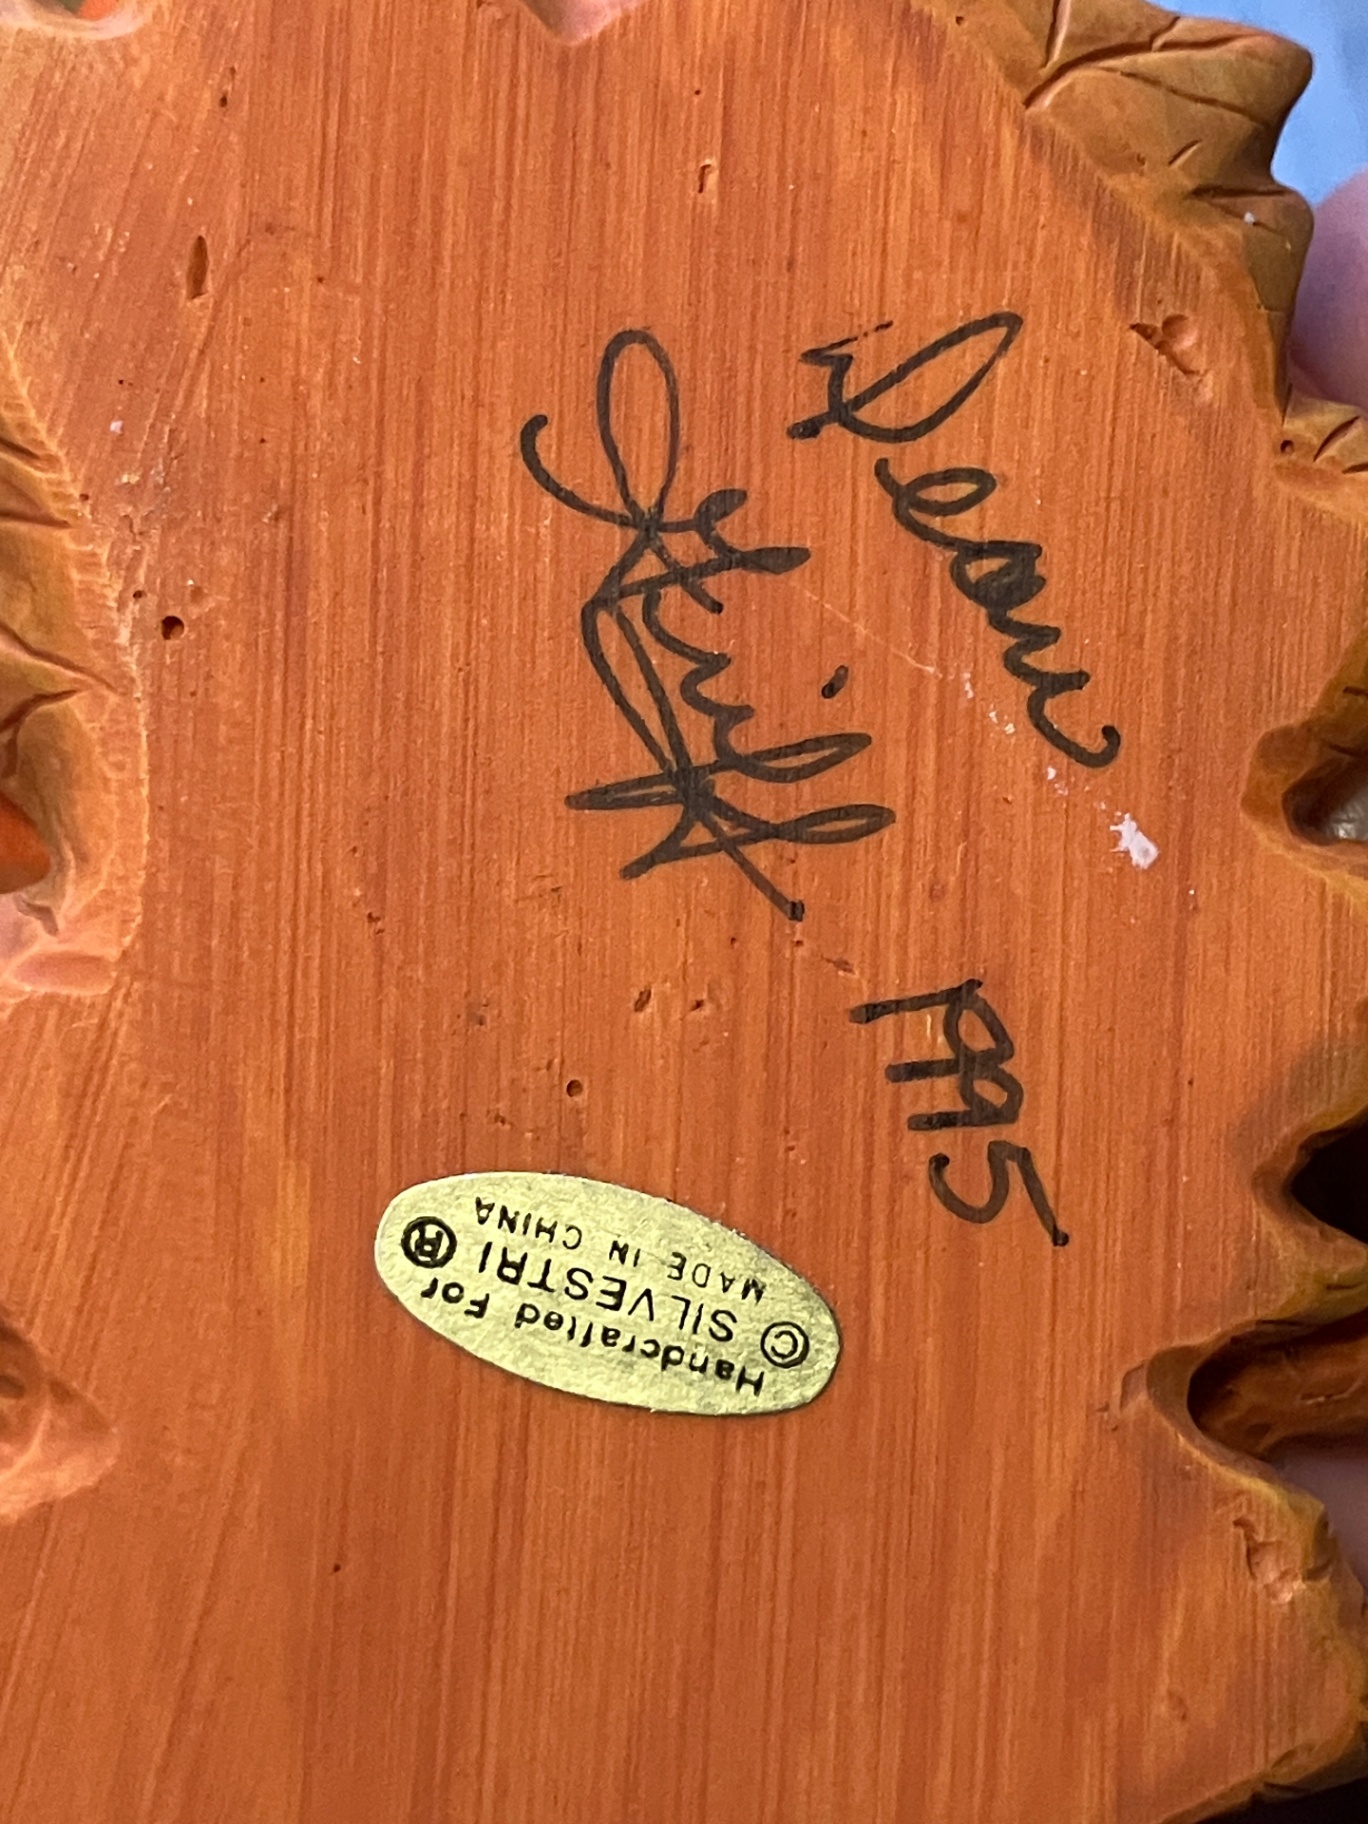 Dean
Griff
1995
Handcrafted For
© SILVESTRI ®
MADE IN CHINA